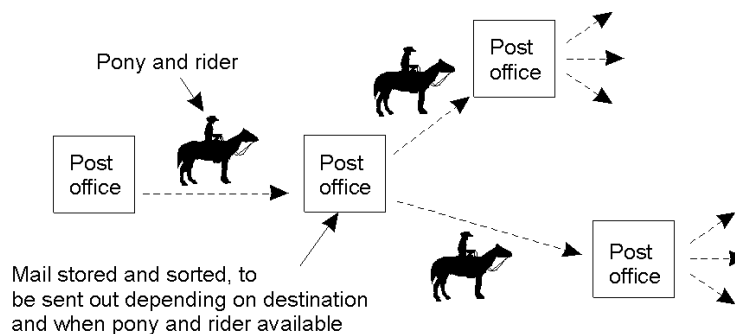 Pony and rider
Post
office
Post
office
Post
office
Post
office
Mail stored and sorted, to
be sent out depending on destination
and when pony and rider available